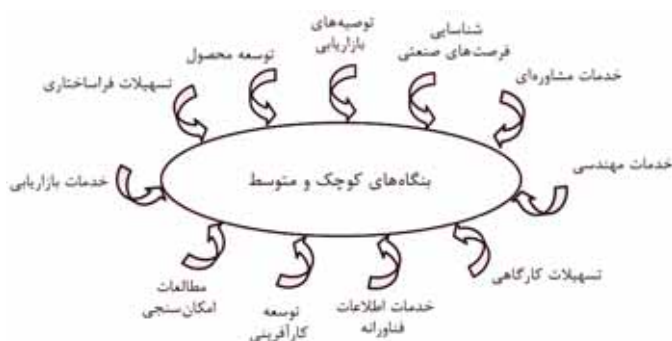 شناسایی
فرصت‌های صنعتی
توصیه‌های
بازاریابی
توسعه محصول
تسهیلات فراساختاری
خدمات مشاوره‌ای
خدمات مهندسی
بنگاه‌های کوچک و متوسط
خدمات بازاریابی
تسهیلات کارگاهی
خدمات اطلاعات
فناورانه
توسعه
کارآفرینی
مطالعات
امکان‌سنجی